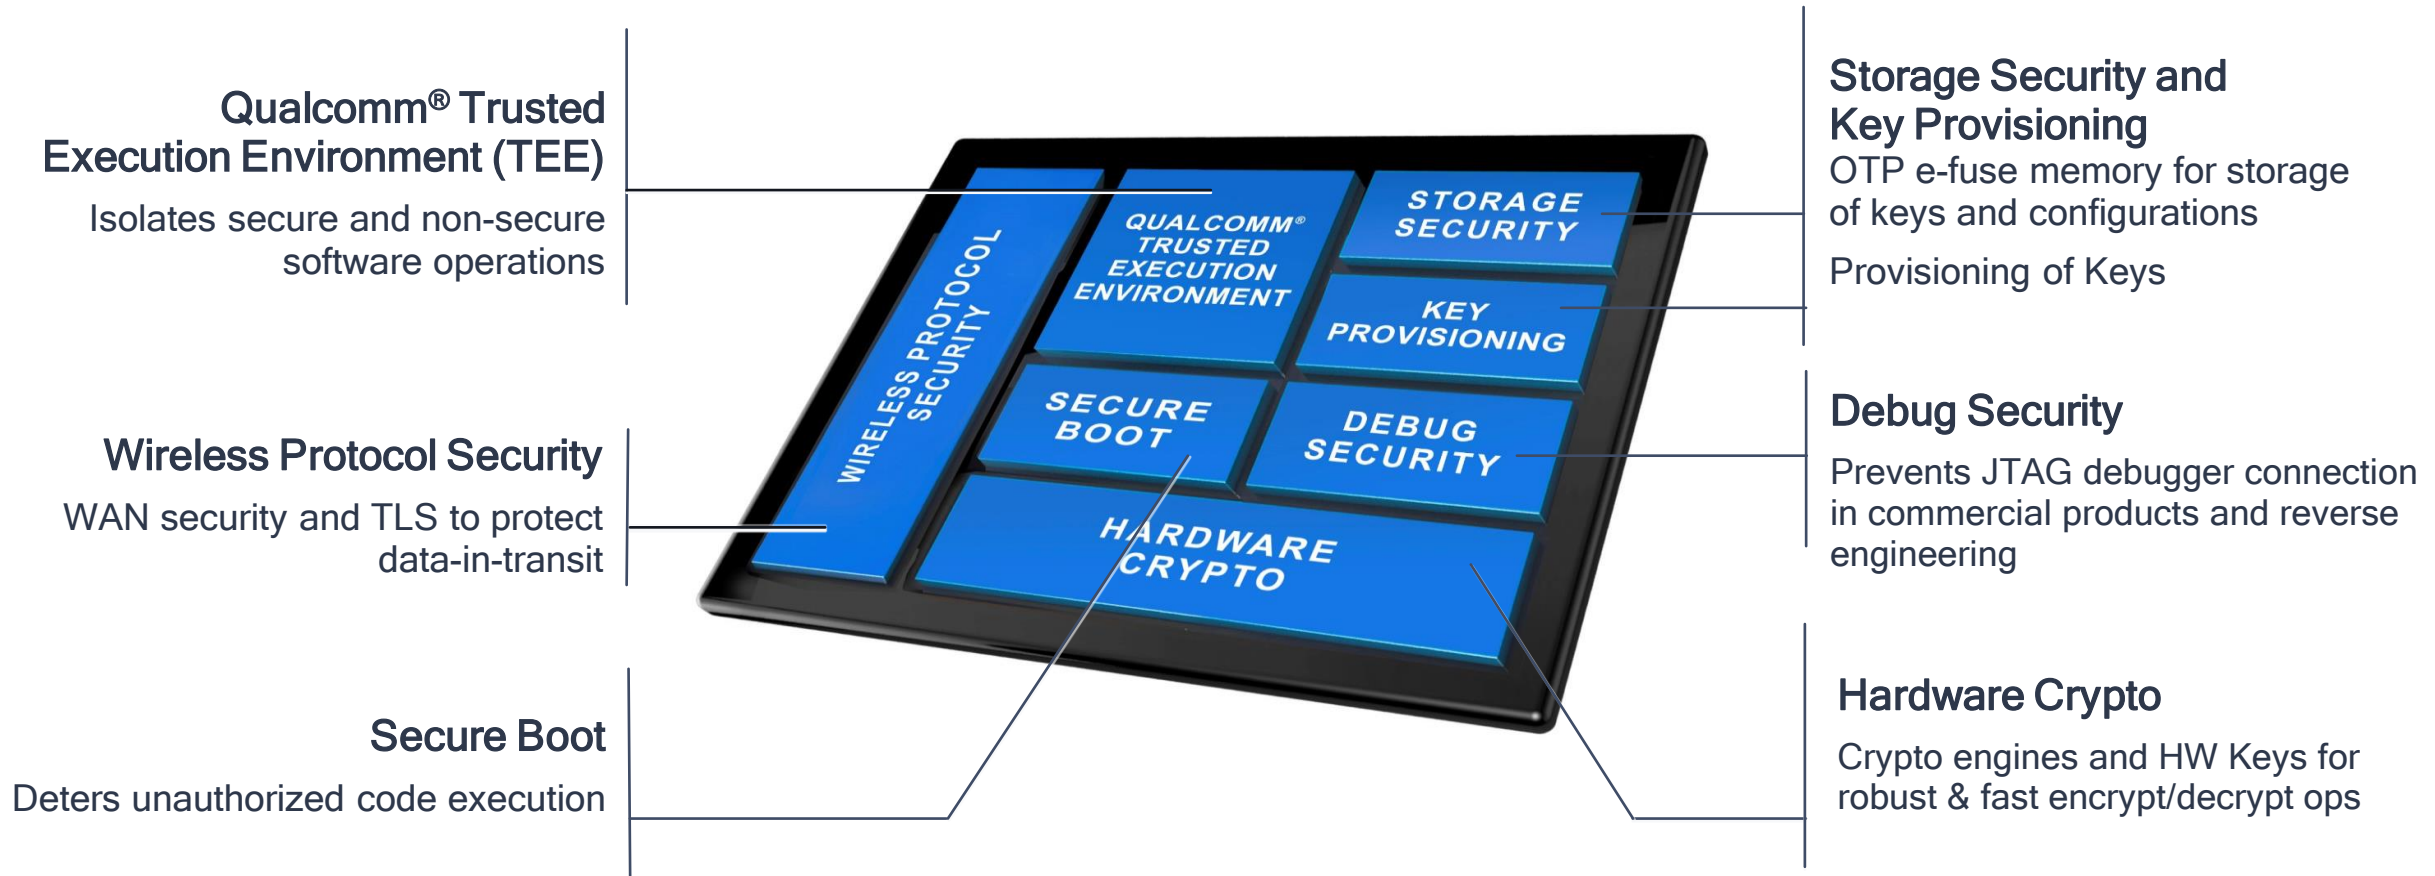 Qualcomm® Trusted
Execution Environment (TEE)
Isolates secure and non-secure
software operations
Wireless Protocol Security
WAN security and TLS to protect
data-in-transit
Secure Boot
Deters unauthorized code execution
WIRELESS PROTOCOL
SECURITY
QUALCOMM®
TRUSTED
EXECUTION
ENVIRONMENT
STORAGE
SECURITY
KEY
PROVISIONING
SECURE
BOOT
DEBUG
SECURITY
HARDWARE
CRYPTO
Storage Security and
Key Provisioning
OTP e-fuse memory for storage
of keys and configurations
Provisioning of Keys
Debug Security
Prevents JTAG debugger connection
in commercial products and reverse
engineering
Hardware Crypto
Crypto engines and HW Keys for
robust & fast encrypt/decrypt ops